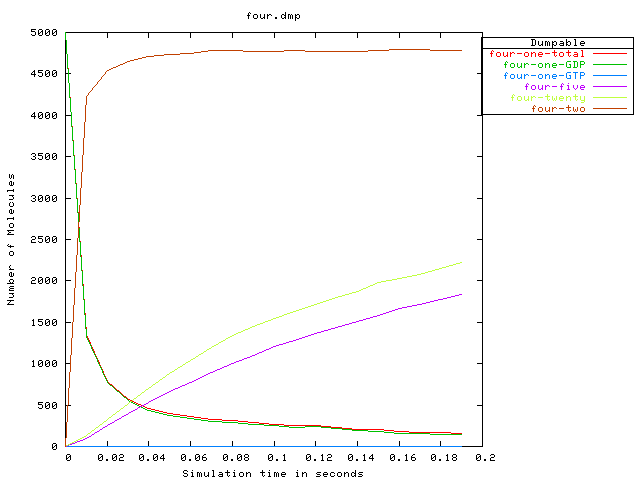 four.dmp
Dumpable
four-one-total
four-one-GDP
four-one-GTP
four-five
four-twenty
four-two
Number of Molecules
5000
4500
4000
3500
3000
2500
2000
1500
1000
500
0
0 0.02 0.04 0.06 0.08 0.1 0.12 0.14 0.16 0.18 0.2
Simulation time in seconds